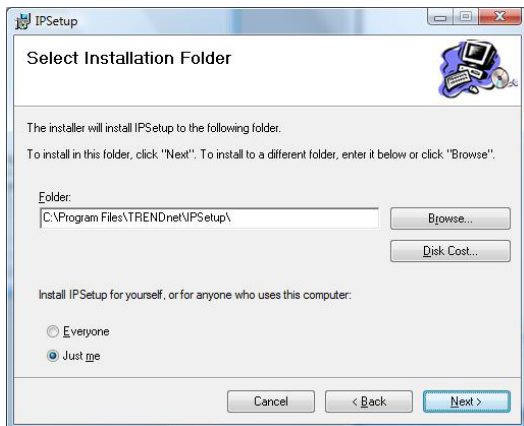 IPSetup
Select Installation Folder
The installer will install IPSetup to the following folder.
To install in this folder, click "Next". To install to a different folder, enter it below or click "Browse".
Folder:
C:\Program Files\TRENDnet\IPSetup\
Browse...
Disk Cost...
Install IPSetup for yourself, or for anyone who uses this computer:
Everyone
Just me
Cancel < Back Next >